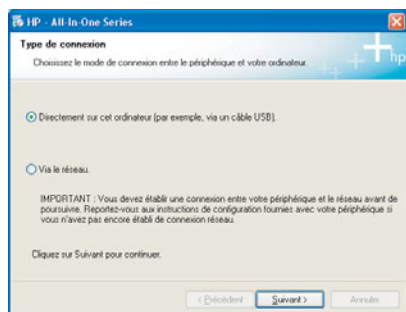 HP - All-In-One Series
Type de connexion
Choisissez le mode de connexion entre le périphérique et votre ordinateur.
hp
Directement sur cet ordinateur (par exemple, via un câble USB).
Via le réseau.
IMPORTANT : Vous devez établir une connexion entre votre périphérique et le réseau avant de
poursuivre. Reportez-vous aux instructions de configuration fournies avec votre périphérique si
vous n'avez pas encore établi de connexion réseau.
Cliquez sur Suivant pour continuer.
< Précédent Suivant > Annuler